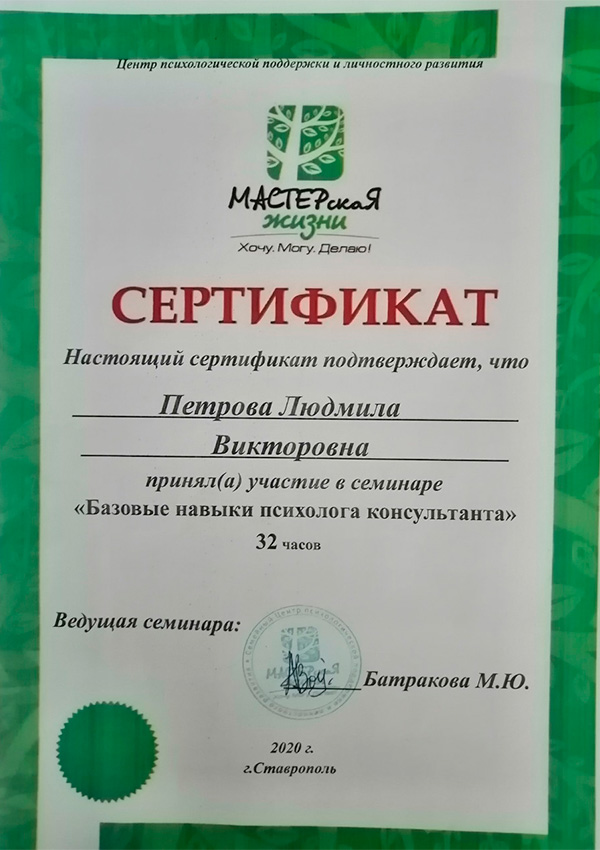 Центр психологической поддержки и личностного развития
МАСТЕРскаЯ
жизни
Хочу. Могу. Делаю!
СЕРТИФИКАТ
Настоящий сертификат подтверждает, что
Петрова Людмила
Викторовна
принял(а) участие в семинаре
«Базовые навыки психолога консультанта»
32 часов
Ведущая семинара:
Батракова М.Ю.
2020 г.
г.Ставрополь